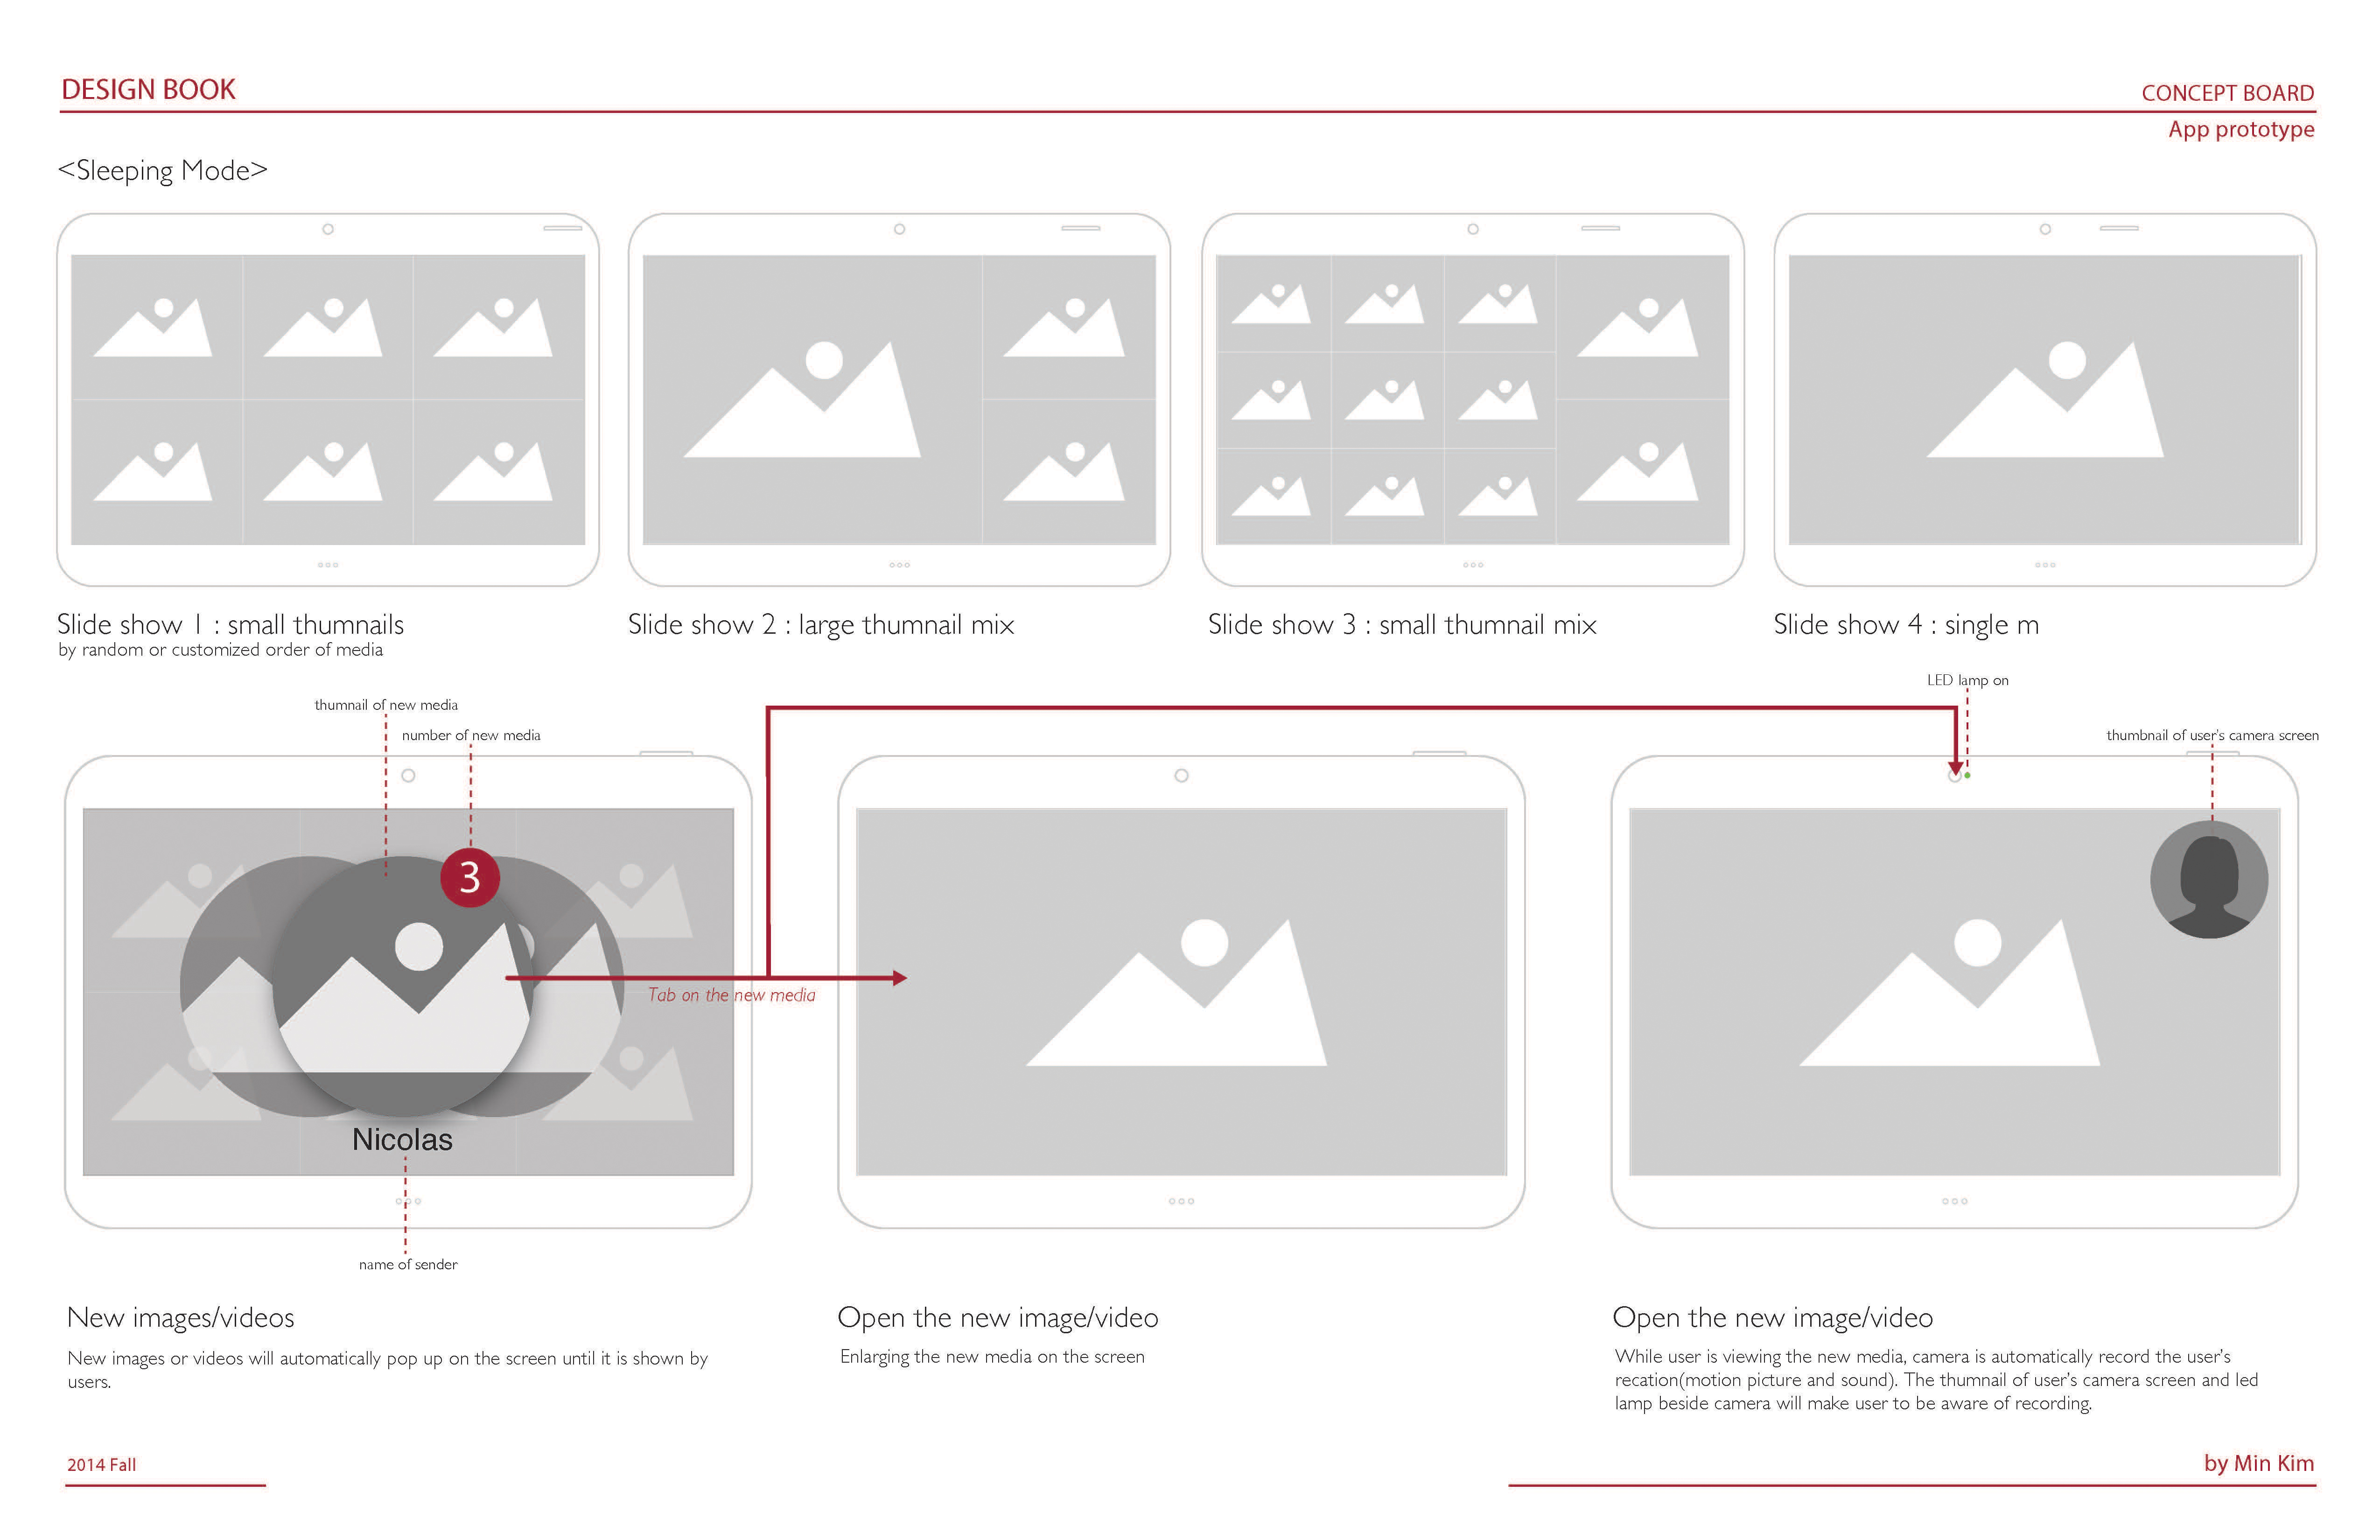 DESIGN BOOK
CONCEPT BOARD
App prototype
<Sleeping Mode>
Slide show 1 : small thumnails
by random or customized order of media
Slide show 2 : large thumnail mix
Slide show 3 : small thumnail mix
Slide show 4 : single m
thumnail of new media
number of new media
LED lamp on
thumbnail of user's camera screen
3
Tab on the new media
Nicolas
name of sender
New images/videos
New images or videos will automatically pop up on the screen until it is shown by
users.
Open the new image/video
Enlarging the new media on the screen
Open the new image/video
While user is viewing the new media, camera is automatically record the user's
recation(motion picture and sound). The thumnail of user's camera screen and led
lamp beside camera will make user to be aware of recording.
2014 Fall
by Min Kim